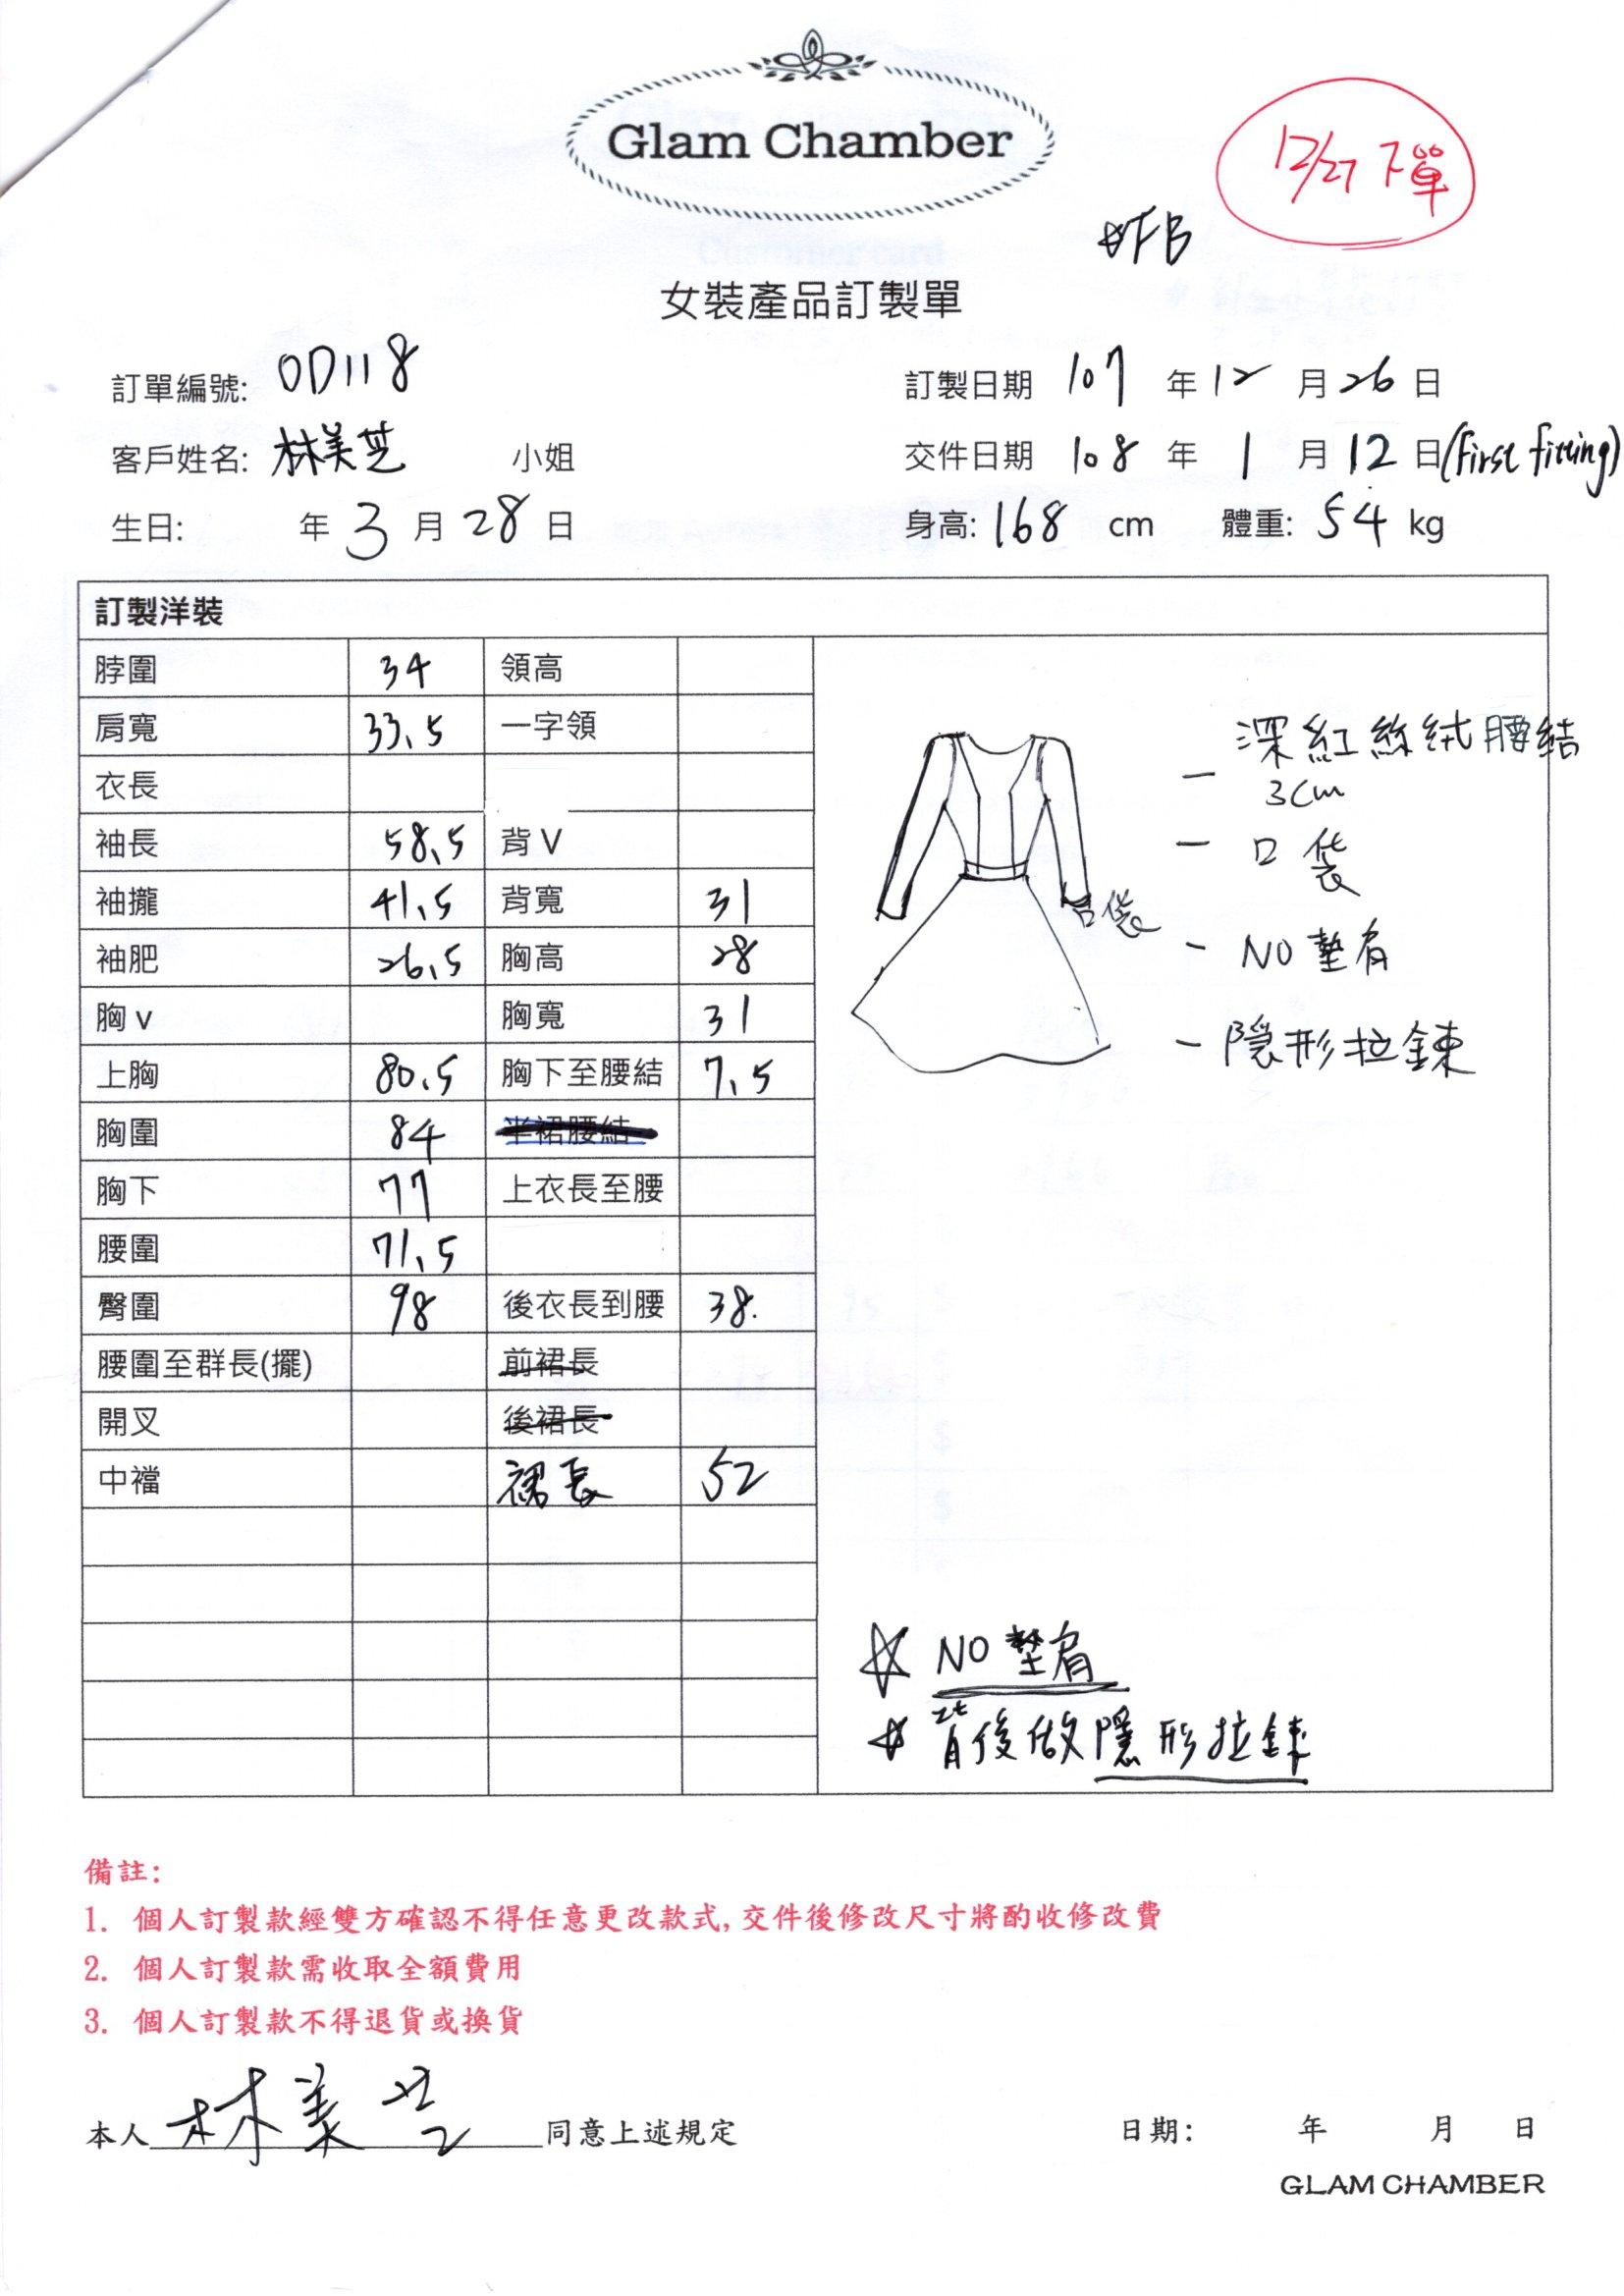 Glam Chamber
12/27 下單
☆FB
女裝產品訂製單
訂單編號: OD118 訂製日期 107 年 12 月 26 日
客戶姓名: 林美芝 小姐 交件日期 108 年 1 月 12 日(first fitting)
生日: 年 3 月 28 日 身高: 168 cm 體重: 54 kg
訂製洋裝
脖圍 34 領高
肩寬 33.5 一字領
衣長
袖長 58.5 背 V
袖攏 41.5 背寬 31
袖肥 26.5 胸高 28
胸 v 胸寬 31
上胸 80.5 胸下至腰結 7.5
胸圍 84 半裙腰結
胸下 77 上衣長至腰
腰圍 71.5
臀圍 98 後衣長到腰 38.
腰圍至群長(擺) 前裙長
開叉 後裙長
中襠 裙長 52
– 深紅絲絨腰結
3cm
– 口袋
口袋
– NO墊肩
– 隱形拉鍊
☆ NO墊肩
☆ 背後做隱形拉鍊
備註:
1. 個人訂製款經雙方確認不得任意更改款式,交件後修改尺寸將酌收修改費
2. 個人訂製款需收取全額費用
3. 個人訂製款不得退貨或換貨
本人 林美芝 同意上述規定 日期: 年 月 日
GLAM CHAMBER